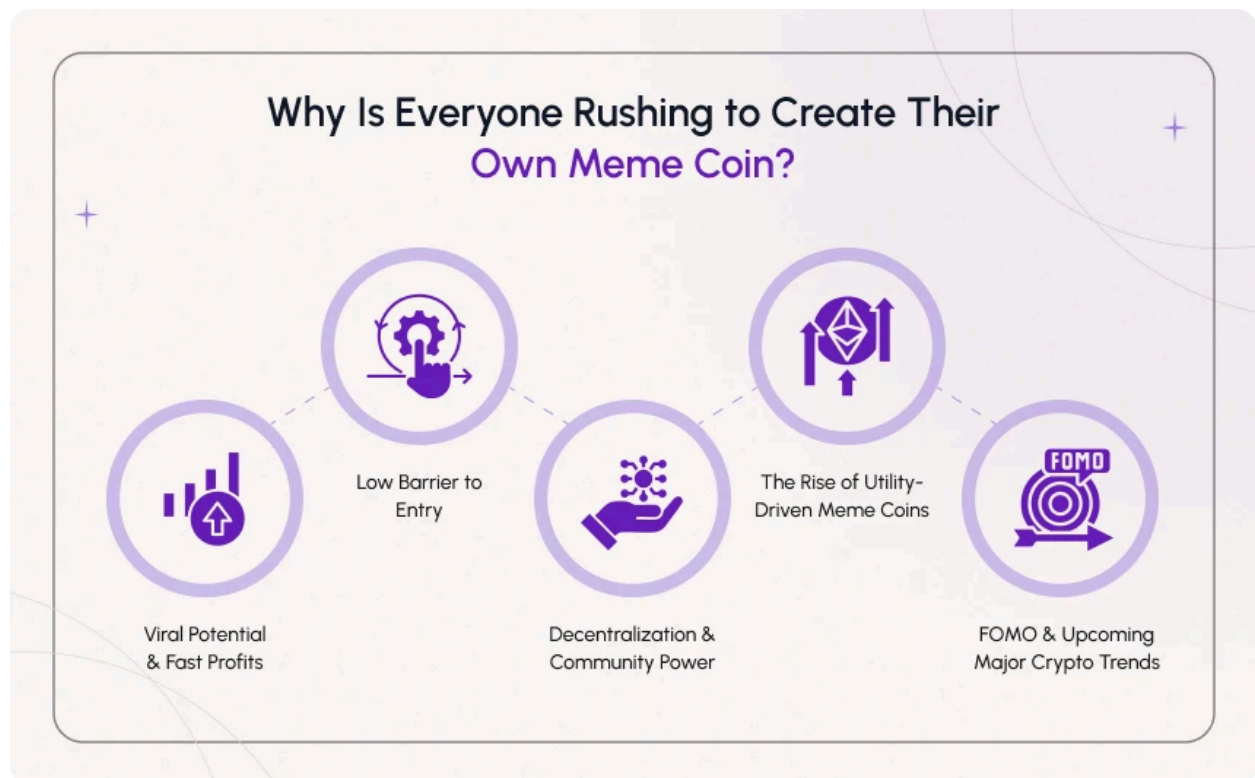 Why Is Everyone Rushing to Create Their
Own Meme Coin?
Viral Potential
& Fast Profits
Low Barrier to
Entry
Decentralization &
Community Power
The Rise of Utility-
Driven Meme Coins
FOMO
FOMO & Upcoming
Major Crypto Trends